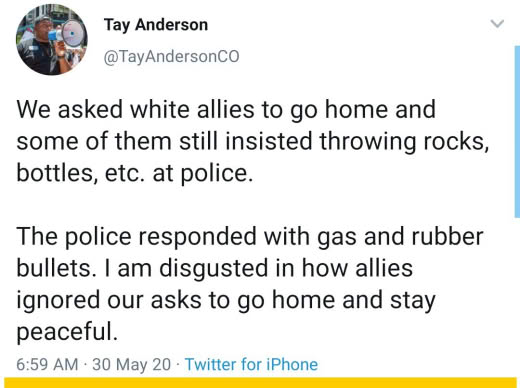 Tay Anderson
@TayAndersonCO
We asked white allies to go home and
some of them still insisted throwing rocks,
bottles, etc. at police.
The police responded with gas and rubber
bullets. I am disgusted in how allies
ignored our asks to go home and stay
peaceful.
6:59 AM · 30 May 20 · Twitter for iPhone